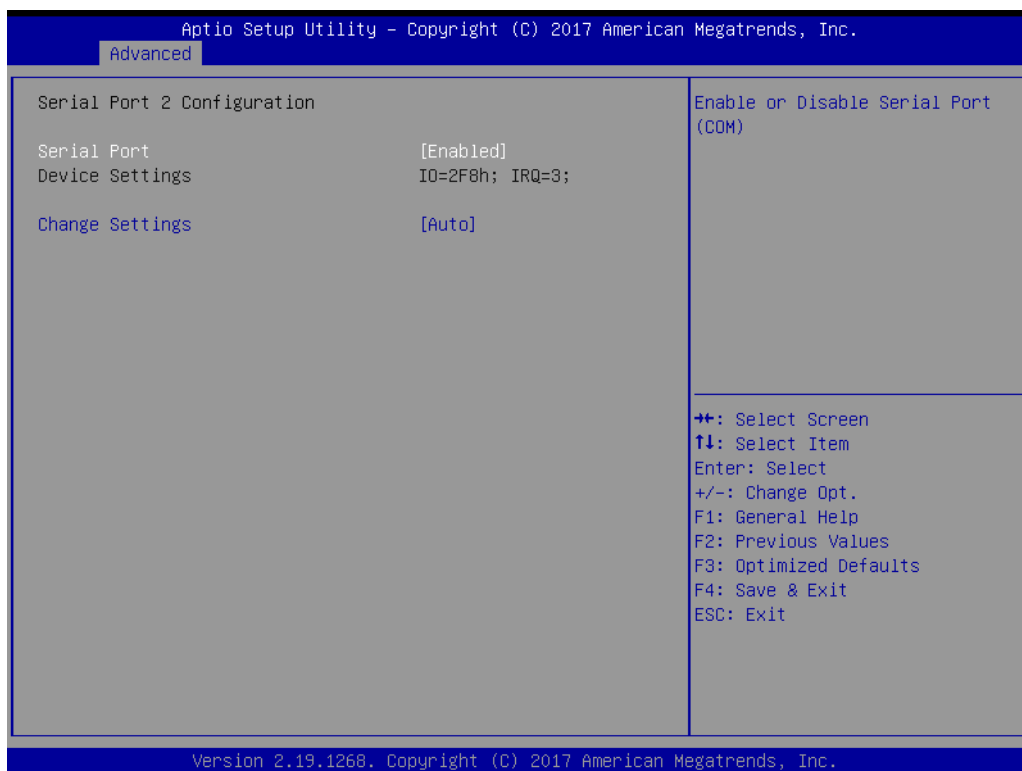 Aptio Setup Utility – Copyright (C) 2017 American Megatrends, Inc.
Advanced
Serial Port 2 Configuration
Serial Port [Enabled]
Device Settings IO=2F8h; IRQ=3;
Change Settings [Auto]
Enable or Disable Serial Port
(COM)
→←: Select Screen
↑↓: Select Item
Enter: Select
+/-: Change Opt.
F1: General Help
F2: Previous Values
F3: Optimized Defaults
F4: Save & Exit
ESC: Exit
Version 2.19.1268. Copyright (C) 2017 American Megatrends, Inc.